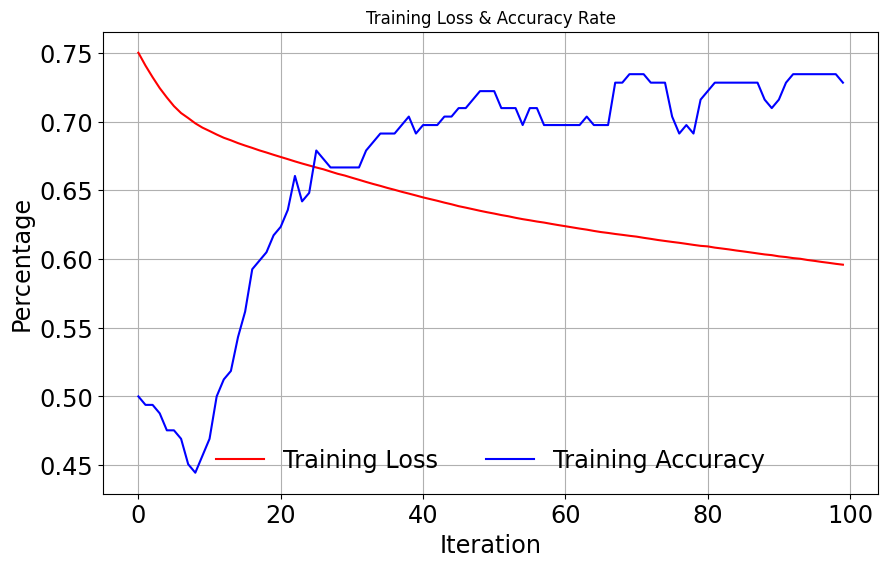 Training Loss & Accuracy Rate
0.75
0.70
0.65
0.60
0.55
0.50
0.45
Percentage
Training Loss
Training Accuracy
0
20
40
60
80
100
Iteration